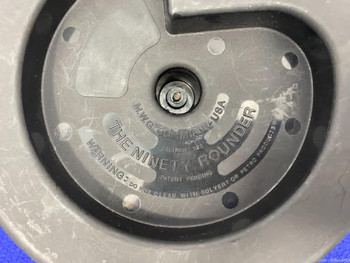 M.W.G.
USA
THE NINETY ROUNDER
PATENT PENDING
WARNING: DO NOT CLEAN WITH SOLVENT OR PETRO PRODUCTS